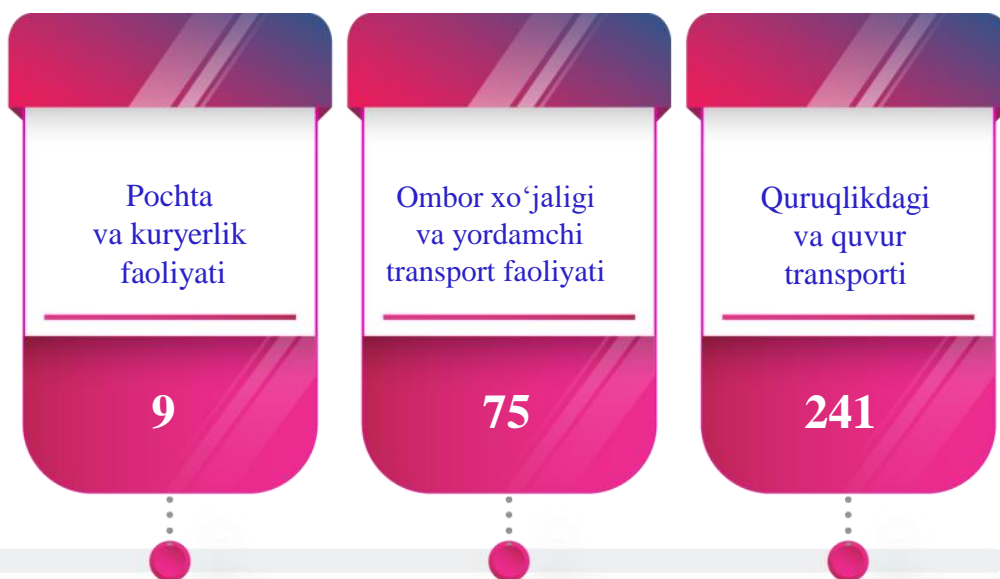 Pochta
va kuryerlik
faoliyati
9
Ombor xo‘jaligi
va yordamchi
transport faoliyati
75
Quruqlikdagi
va quvur
transporti
241